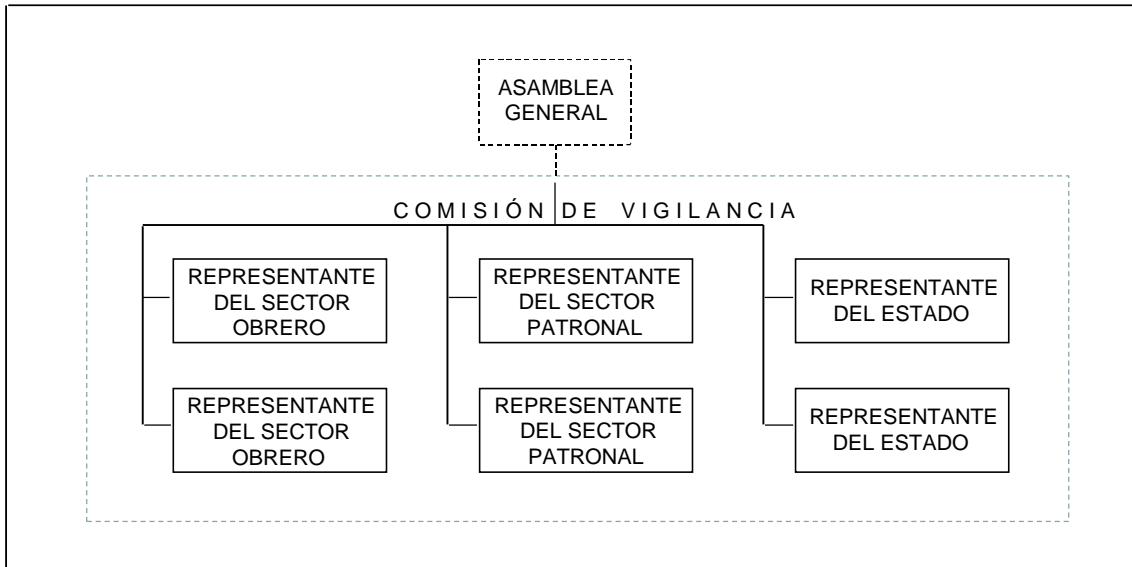 ASAMBLEA
GENERAL
COMISIÓN DE VIGILANCIA
REPRESENTANTE
DEL SECTOR
OBRERO
REPRESENTANTE
DEL SECTOR
PATRONAL
REPRESENTANTE
DEL ESTADO
REPRESENTANTE
DEL SECTOR
OBRERO
REPRESENTANTE
DEL SECTOR
PATRONAL
REPRESENTANTE
DEL ESTADO